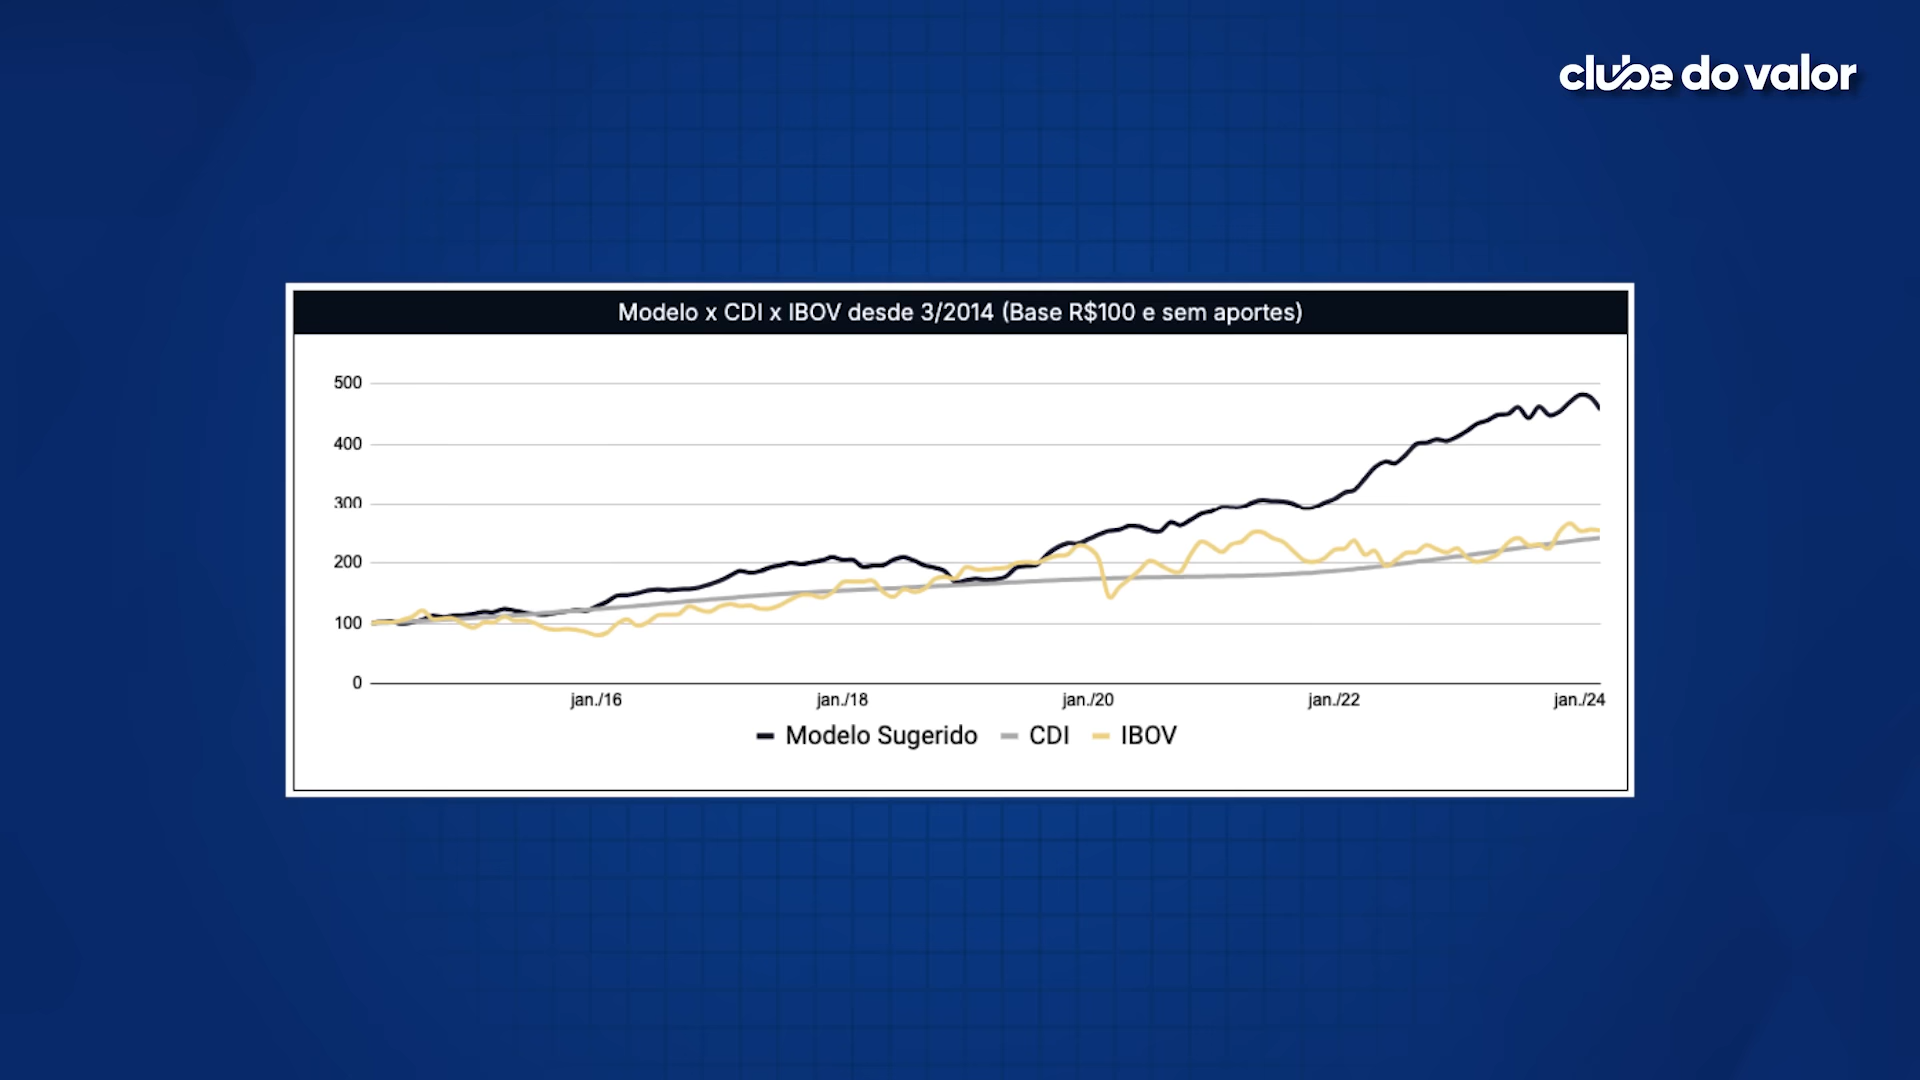 clube do valor
Modelo x CDI x IBOV desde 3/2014 (Base R$100 e sem aportes)
500
400
300
200
100
0
jan./16 jan./18 jan./20 jan./22 jan./24
Modelo Sugerido CDI IBOV